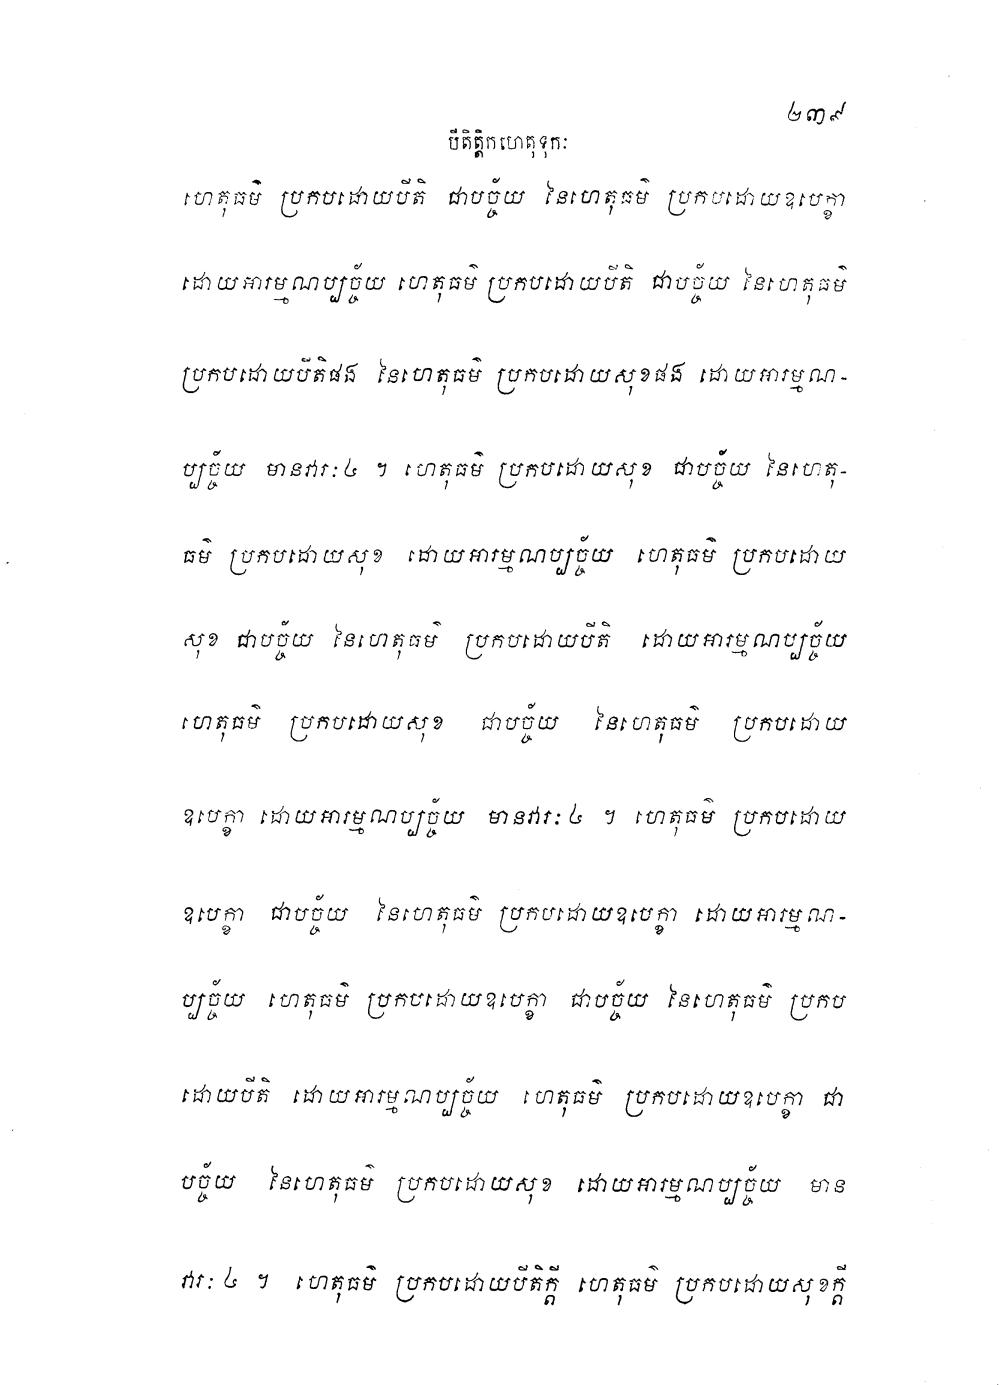 ២៣៩
បីតិត្តិកហេតុទុកៈ
ហេតុធម៌ ប្រកបដោយបីតិ ជាបច្ច័យ នៃហេតុធម៌ ប្រកបដោយឧបេក្ខា
ដោយអារម្មណប្បច្ច័យ ហេតុធម៌ ប្រកបដោយបីតិ ជាបច្ច័យ នៃហេតុធម៌
ប្រកបដោយបីតិផង នៃហេតុធម៌ ប្រកបដោយសុខផង ដោយអារម្មណ-
ប្បច្ច័យ មានវារៈ ៤ ។ ហេតុធម៌ ប្រកបដោយសុខ ជាបច្ច័យ នៃហេតុ-
ធម៌ ប្រកបដោយសុខ ដោយអារម្មណប្បច្ច័យ ហេតុធម៌ ប្រកបដោយ
សុខ ជាបច្ច័យ នៃហេតុធម៌ ប្រកបដោយបីតិ ដោយអារម្មណប្បច្ច័យ
ហេតុធម៌ ប្រកបដោយសុខ ជាបច្ច័យ នៃហេតុធម៌ ប្រកបដោយ
ឧបេក្ខា ដោយអារម្មណប្បច្ច័យ មានវារៈ ៤ ។ ហេតុធម៌ ប្រកបដោយ
ឧបេក្ខា ជាបច្ច័យ នៃហេតុធម៌ ប្រកបដោយឧបេក្ខា ដោយអារម្មណ-
ប្បច្ច័យ ហេតុធម៌ ប្រកបដោយឧបេក្ខា ជាបច្ច័យ នៃហេតុធម៌ ប្រកប
ដោយបីតិ ដោយអារម្មណប្បច្ច័យ ហេតុធម៌ ប្រកបដោយឧបេក្ខា ជា
បច្ច័យ នៃហេតុធម៌ ប្រកបដោយសុខ ដោយអារម្មណប្បច្ច័យ មាន
វារៈ ៤ ។ ហេតុធម៌ ប្រកបដោយបីតិក្តី ហេតុធម៌ ប្រកបដោយសុខក្តី